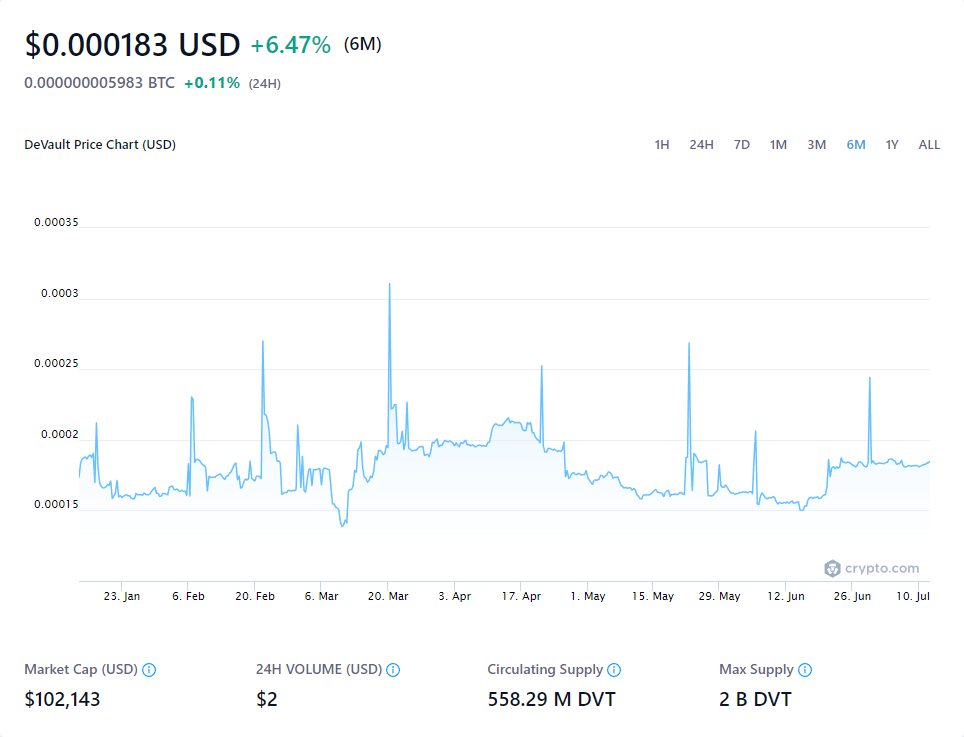 $0.000183 USD +6.47% (6M)
0.000000005983 BTC +0.11% (24H)
DeVault Price Chart (USD) 1H 24H 7D 1M 3M 6M 1Y ALL
0.00035
0.0003
0.00025
0.0002
0.00015
crypto.com
23. Jan 6. Feb 20. Feb 6. Mar 20. Mar 3. Apr 17. Apr 1. May 15. May 29. May 12. Jun 26. Jun 10. Jul
Market Cap (USD) 24H VOLUME (USD) Circulating Supply Max Supply
$102,143 $2 558.29 M DVT 2 B DVT